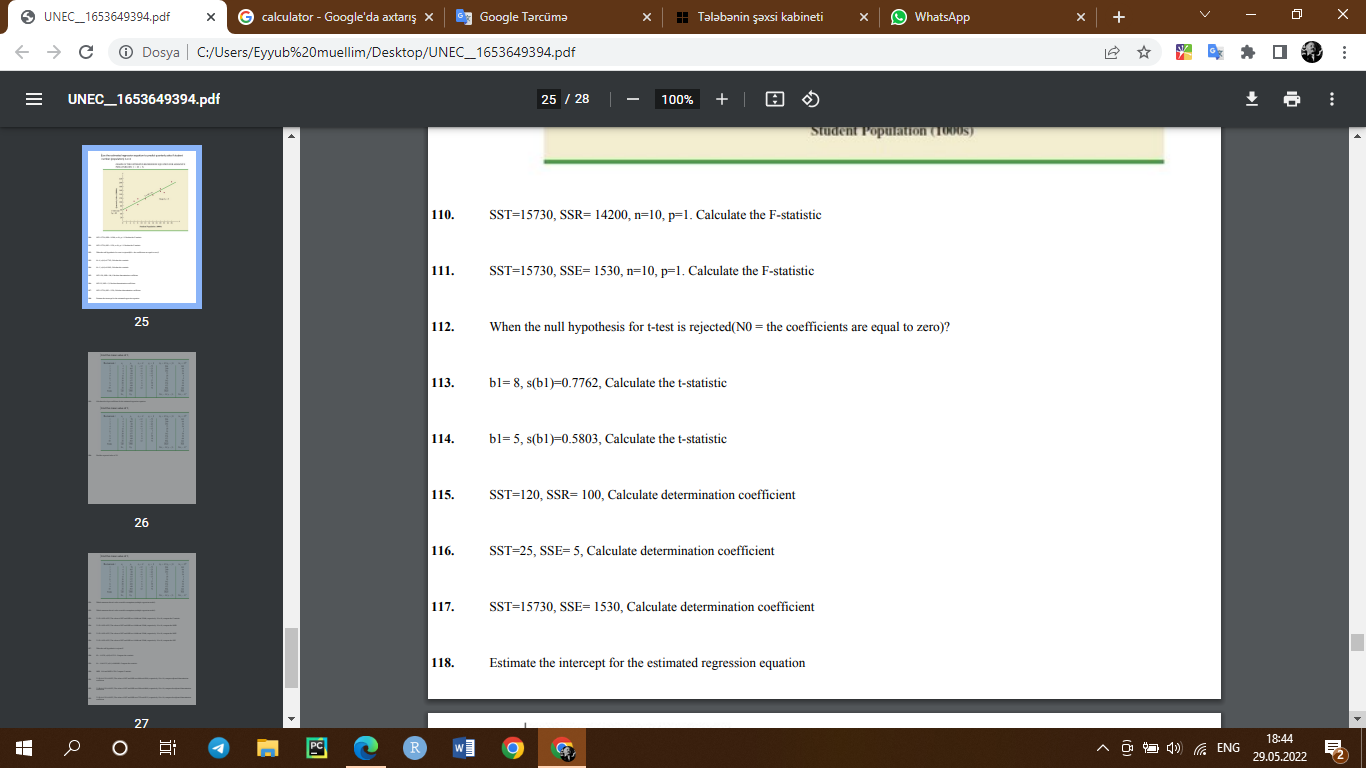 UNEC__1653649394.pdf
calculator - Google'da axtarış
Google Tərcümə
Tələbənin şəxsi kabineti
WhatsApp
Dosya
C:/Users/Eyyub%20muellim/Desktop/UNEC__1653649394.pdf
UNEC__1653649394.pdf
25 / 28
100%
Student Population (1000s)
110. SST=15730, SSR= 14200, n=10, p=1. Calculate the F-statistic
111. SST=15730, SSE= 1530, n=10, p=1. Calculate the F-statistic
112. When the null hypothesis for t-test is rejected(N0 = the coefficients are equal to zero)?
113. b1= 8, s(b1)=0.7762, Calculate the t-statistic
114. b1= 5, s(b1)=0.5803, Calculate the t-statistic
115. SST=120, SSR= 100, Calculate determination coefficient
116. SST=25, SSE= 5, Calculate determination coefficient
117. SST=15730, SSE= 1530, Calculate determination coefficient
118. Estimate the intercept for the estimated regression equation
25
26
27
PC
R
W
ENG
18:44
29.05.2022
2